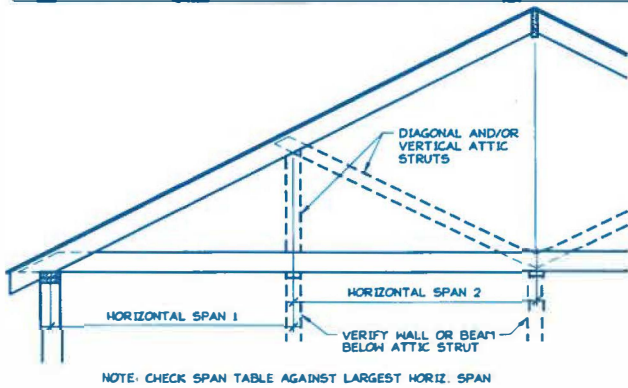 DIAGONAL AND/OR
VERTICAL ATTIC
STRUTS
HORIZONTAL SPAN 2
HORIZONTAL SPAN 1
VERIFY WALL OR BEAM
BELOW ATTIC STRUT
NOTE: CHECK SPAN TABLE AGAINST LARGEST HORIZ. SPAN